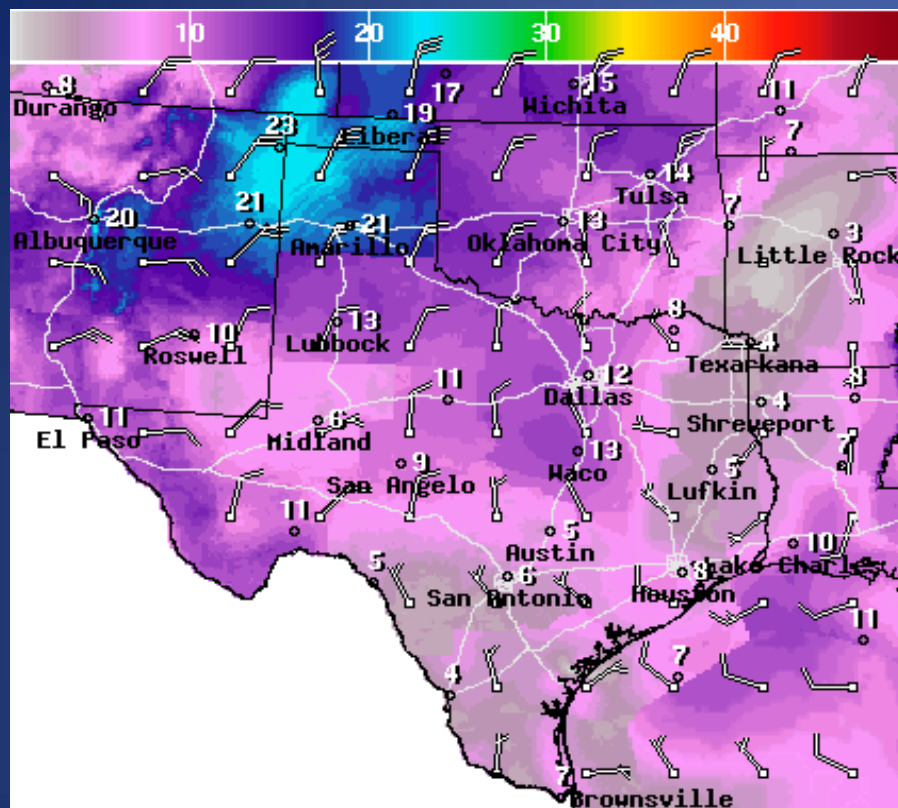 10 20 30 40
8
Durango
17
15
Wichita
11
19
Liberal
23
7
14
Tulsa
20
Albuquerque
21
21
Amarillo
13
Oklahoma City
7
3
Little Rock
10
Roswell
13
Lubbock
8
4
Texarkana
12
Dallas
11
8
4
Shreveport
11
El Paso
6
Midland
9
San Angelo
13
Waco
5
Lufkin
7
11
5
Austin
10
Lake Charles
5
6
San Antonio
8
Houston
11
4
7
7
Brownsville